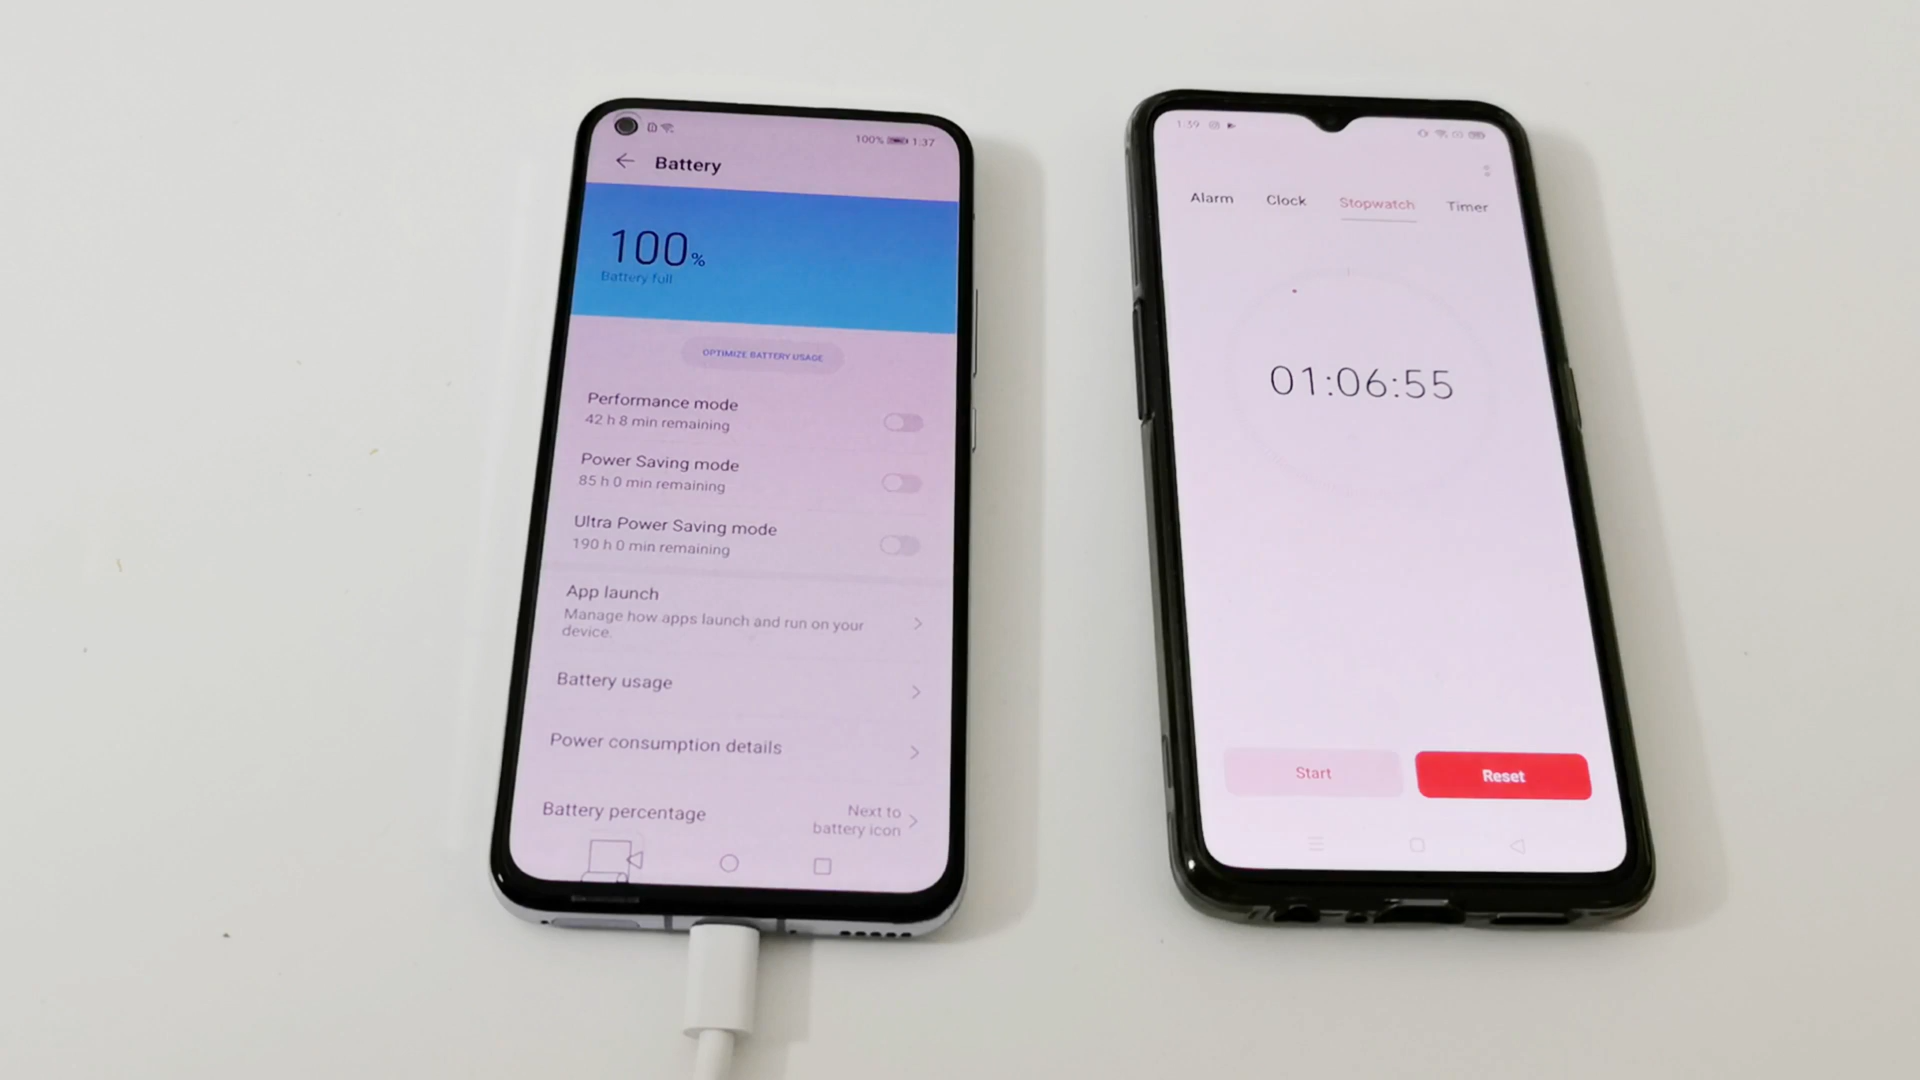 100% 1:37
Battery
100%
Battery full
OPTIMIZE BATTERY USAGE
Performance mode
42 h 8 min remaining
Power Saving mode
85 h 0 min remaining
Ultra Power Saving mode
190 h 0 min remaining
App launch
Manage how apps launch and run on your
device.
Battery usage
Power consumption details
Battery percentage
Next to
battery icon
1:39
Alarm Clock Stopwatch Timer
01:06:55
Start Reset